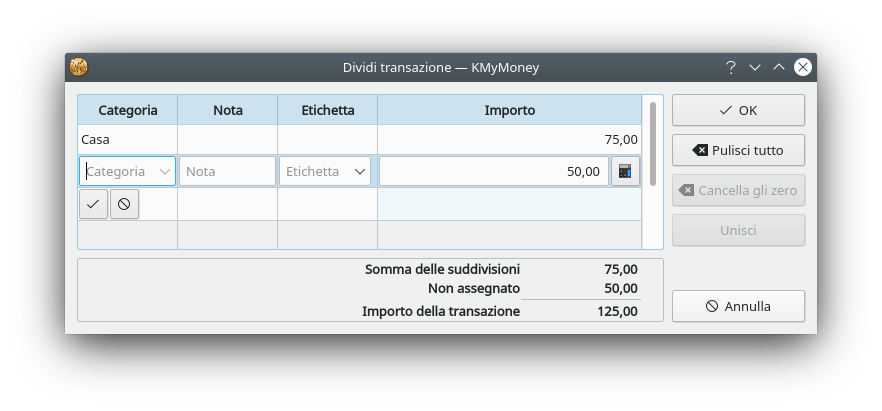 Dividi transazione — KMyMoney
Categoria Nota Etichetta Importo
Casa 75,00
Categoria Nota Etichetta 50,00
OK
Pulisci tutto
Cancella gli zero
Unisci
Somma delle suddivisioni 75,00
Non assegnato 50,00
Importo della transazione 125,00
Annulla